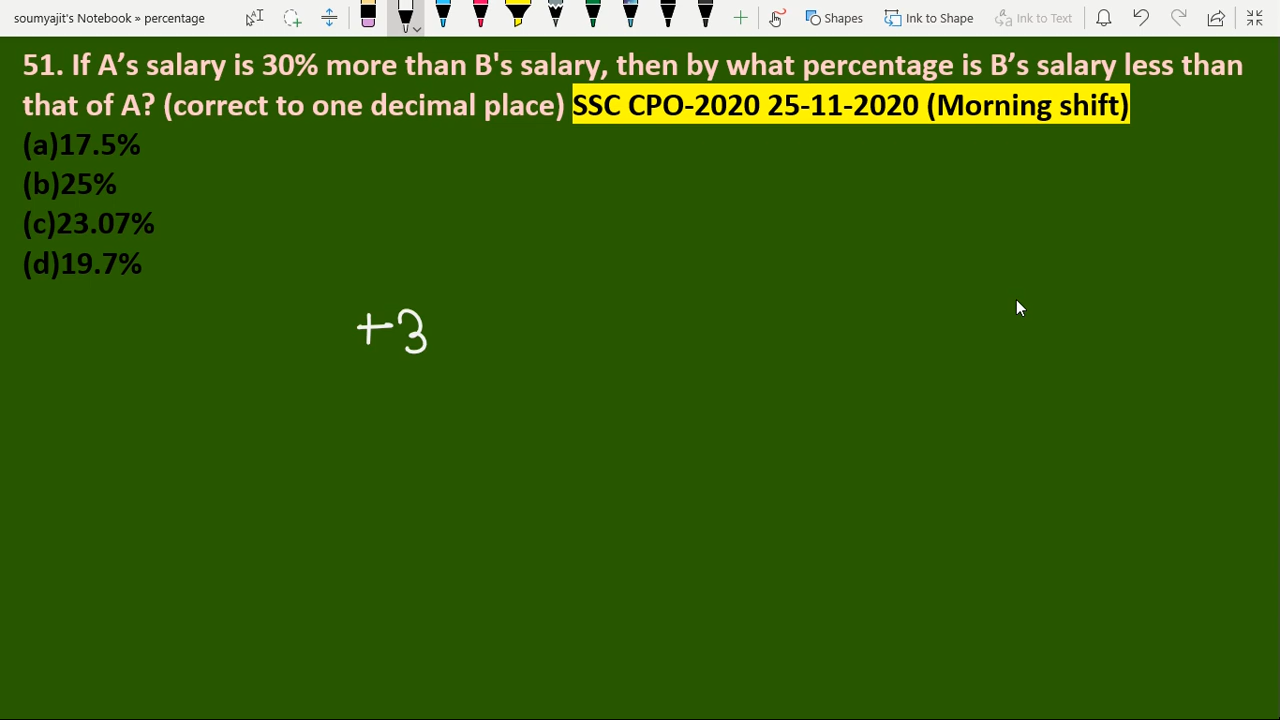 soumyajit's Notebook » percentage
Shapes
Ink to Shape
Ink to Text
51. If A’s salary is 30% more than B's salary, then by what percentage is B’s salary less than
that of A? (correct to one decimal place) SSC CPO-2020 25-11-2020 (Morning shift)
(a)17.5%
(b)25%
(c)23.07%
(d)19.7%
+3